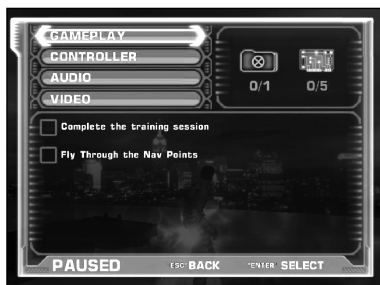 GAMEPLAY
CONTROLLER
AUDIO
VIDEO
0/1 0/5
Complete the training session
Fly Through the Nav Points
PAUSED ESC BACK ENTER SELECT